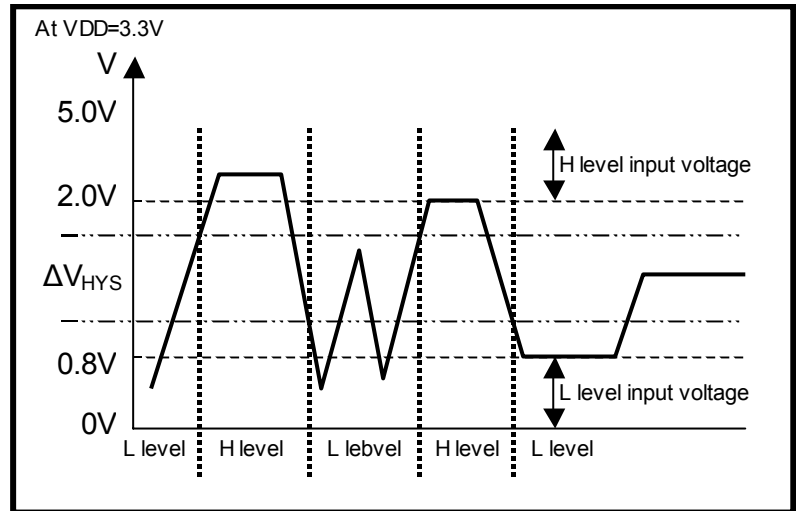 At VDD=3.3V
V
5.0V
H level input voltage
2.0V
ΔVHYS
0.8V
L level input voltage
0V
L level H level L lebvel H level L level